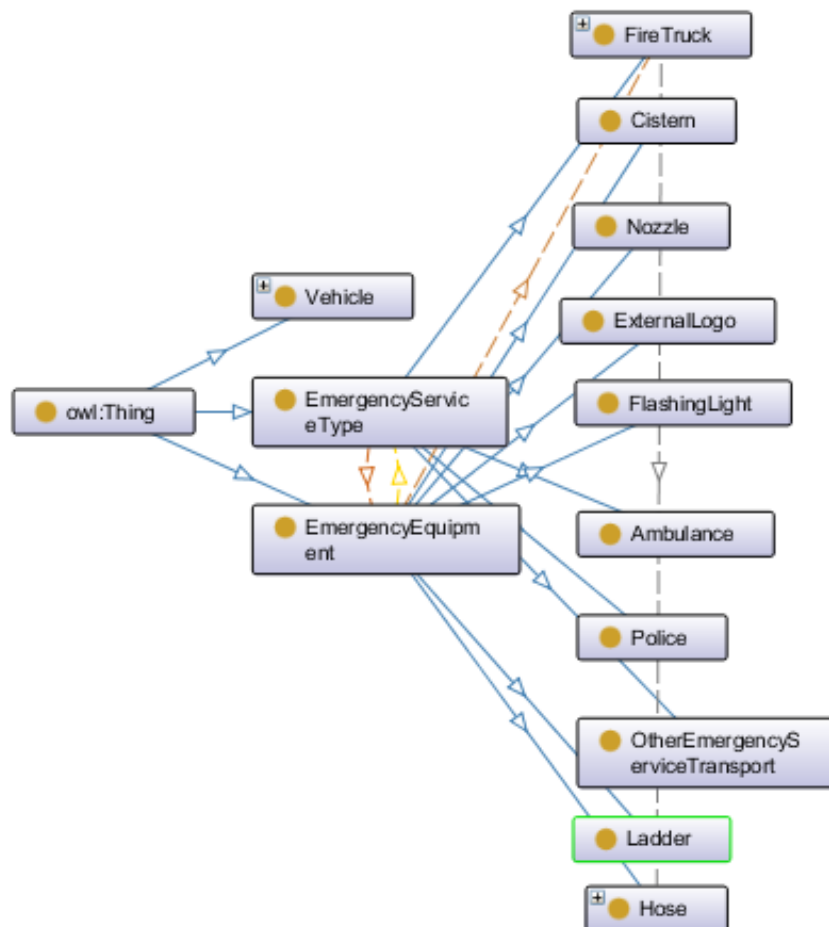 FireTruck
Cistern
Nozzle
Vehicle
ExternalLogo
owl:Thing
EmergencyServic
eType
FlashingLight
EmergencyEquipm
ent
Ambulance
Police
OtherEmergencyS
erviceTransport
Ladder
Hose